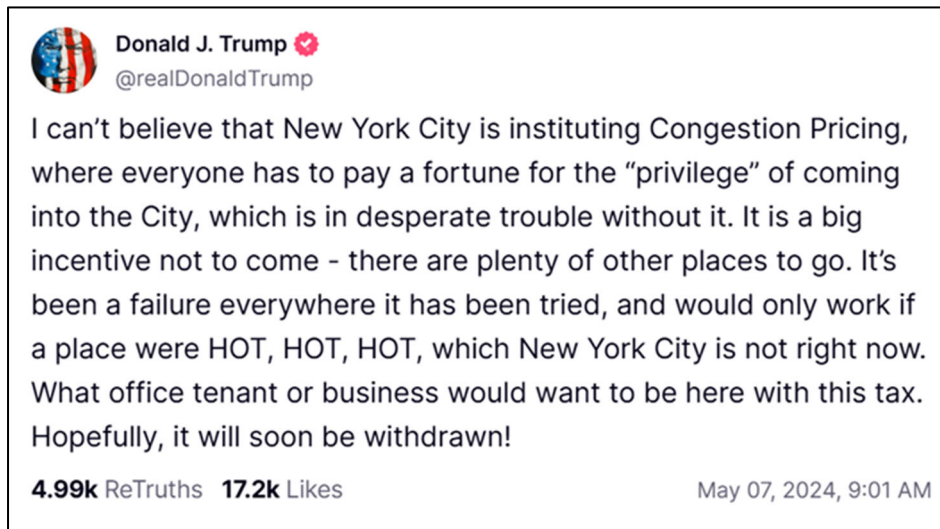 Donald J. Trump
@realDonaldTrump
I can’t believe that New York City is instituting Congestion Pricing,
where everyone has to pay a fortune for the “privilege” of coming
into the City, which is in desperate trouble without it. It is a big
incentive not to come - there are plenty of other places to go. It’s
been a failure everywhere it has been tried, and would only work if
a place were HOT, HOT, HOT, which New York City is not right now.
What office tenant or business would want to be here with this tax.
Hopefully, it will soon be withdrawn!
4.99k ReTruths 17.2k Likes May 07, 2024, 9:01 AM